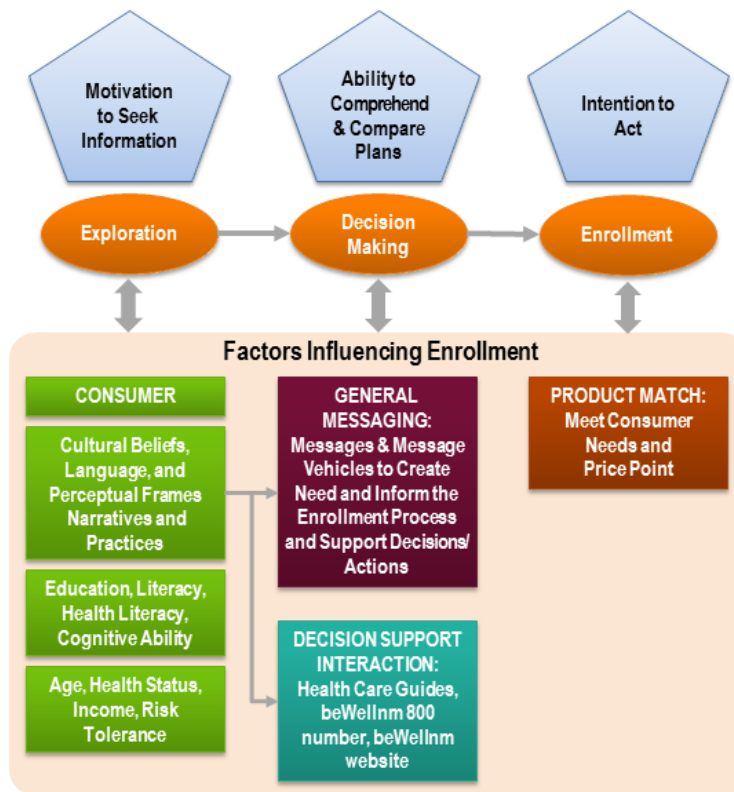 Motivation
to Seek
Information
Ability to
Comprehend
& Compare
Plans
Intention to
Act
Exploration
Decision
Making
Enrollment
Factors Influencing Enrollment
CONSUMER
Cultural Beliefs,
Language, and
Perceptual Frames
Narratives and
Practices
Education, Literacy,
Health Literacy,
Cognitive Ability
Age, Health Status,
Income, Risk
Tolerance
GENERAL
MESSAGING:
Messages & Message
Vehicles to Create
Need and Inform the
Enrollment Process
and Support Decisions/
Actions
DECISION SUPPORT
INTERACTION:
Health Care Guides,
beWellnm 800
number, beWellnm
website
PRODUCT MATCH:
Meet Consumer
Needs and
Price Point